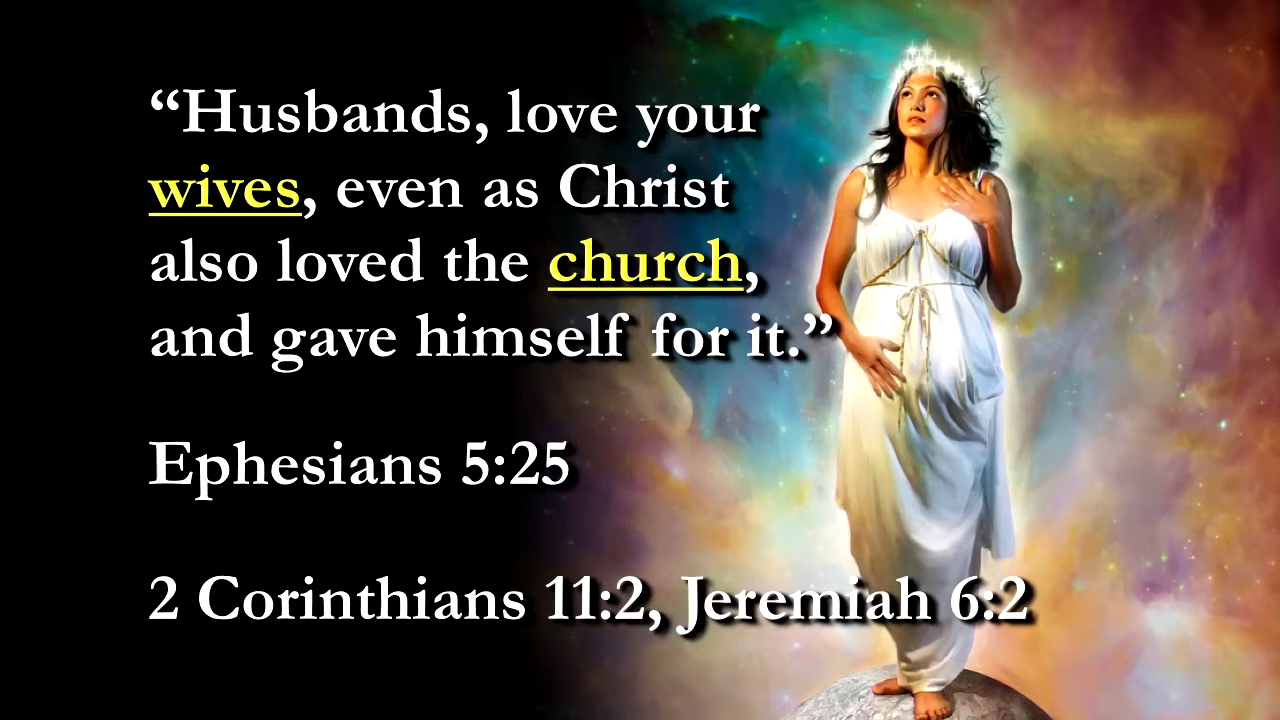 “Husbands, love your
wives, even as Christ
also loved the church,
and gave himself for it.”
Ephesians 5:25
2 Corinthians 11:2, Jeremiah 6:2